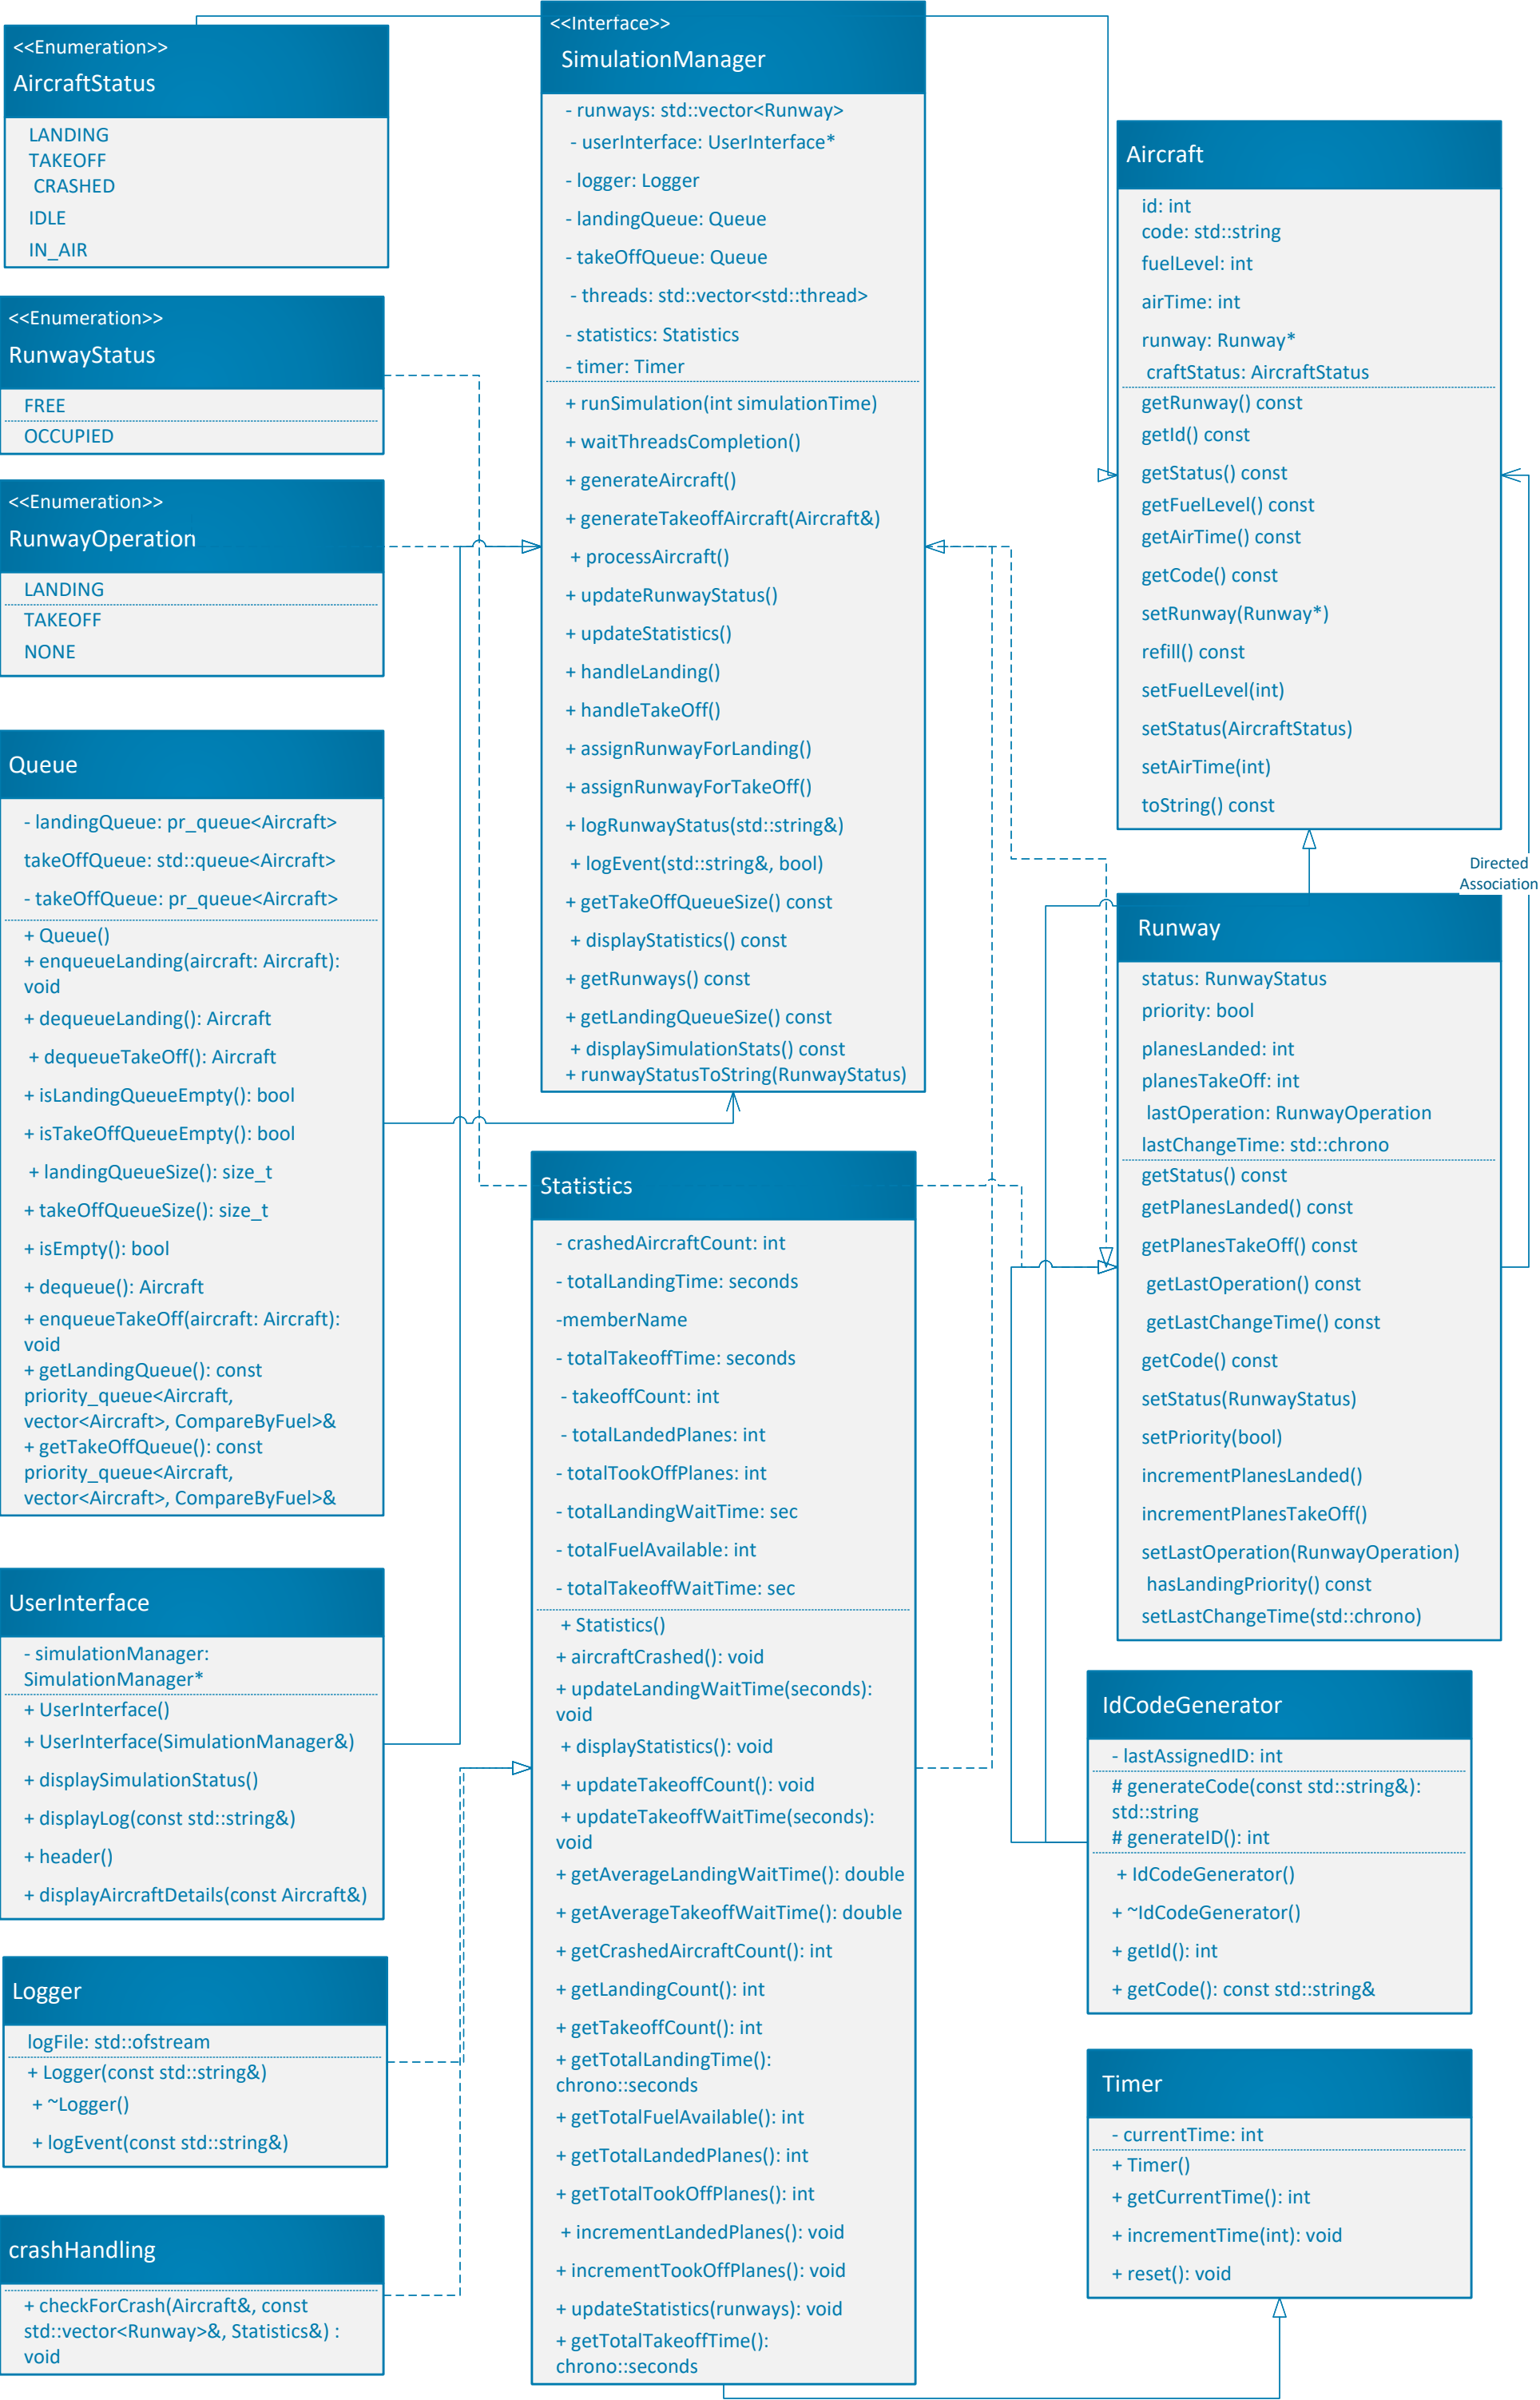 <<Enumeration>>
AircraftStatus
LANDING
TAKEOFF
CRASHED
IDLE
IN_AIR
<<Enumeration>>
RunwayStatus
FREE
OCCUPIED
<<Enumeration>>
RunwayOperation
LANDING
TAKEOFF
NONE
Queue
- landingQueue: pr_queue<Aircraft>
takeOffQueue: std::queue<Aircraft>
- takeOffQueue: pr_queue<Aircraft>
+ Queue()
+ enqueueLanding(aircraft: Aircraft):
void
+ dequeueLanding(): Aircraft
+ dequeueTakeOff(): Aircraft
+ isLandingQueueEmpty(): bool
+ isTakeOffQueueEmpty(): bool
+ landingQueueSize(): size_t
+ takeOffQueueSize(): size_t
+ isEmpty(): bool
+ dequeue(): Aircraft
+ enqueueTakeOff(aircraft: Aircraft):
void
+ getLandingQueue(): const
priority_queue<Aircraft,
vector<Aircraft>, CompareByFuel>&
+ getTakeOffQueue(): const
priority_queue<Aircraft,
vector<Aircraft>, CompareByFuel>&
UserInterface
- simulationManager:
SimulationManager*
+ UserInterface()
+ UserInterface(SimulationManager&)
+ displaySimulationStatus()
+ displayLog(const std::string&)
+ header()
+ displayAircraftDetails(const Aircraft&)
Logger
logFile: std::ofstream
+ Logger(const std::string&)
+ ~Logger()
+ logEvent(const std::string&)
crashHandling
+ checkForCrash(Aircraft&, const
std::vector<Runway>&, Statistics&) :
void
<<Interface>>
SimulationManager
- runways: std::vector<Runway>
- userInterface: UserInterface*
- logger: Logger
- landingQueue: Queue
- takeOffQueue: Queue
- threads: std::vector<std::thread>
- statistics: Statistics
- timer: Timer
+ runSimulation(int simulationTime)
+ waitThreadsCompletion()
+ generateAircraft()
+ generateTakeoffAircraft(Aircraft&)
+ processAircraft()
+ updateRunwayStatus()
+ updateStatistics()
+ handleLanding()
+ handleTakeOff()
+ assignRunwayForLanding()
+ assignRunwayForTakeOff()
+ logRunwayStatus(std::string&)
+ logEvent(std::string&, bool)
+ getTakeOffQueueSize() const
+ displayStatistics() const
+ getRunways() const
+ getLandingQueueSize() const
+ displaySimulationStats() const
+ runwayStatusToString(RunwayStatus)
Statistics
- crashedAircraftCount: int
- totalLandingTime: seconds
-memberName
- totalTakeoffTime: seconds
- takeoffCount: int
- totalLandedPlanes: int
- totalTookOffPlanes: int
- totalLandingWaitTime: sec
- totalFuelAvailable: int
- totalTakeoffWaitTime: sec
+ Statistics()
+ aircraftCrashed(): void
+ updateLandingWaitTime(seconds):
void
+ displayStatistics(): void
+ updateTakeoffCount(): void
+ updateTakeoffWaitTime(seconds):
void
+ getAverageLandingWaitTime(): double
+ getAverageTakeoffWaitTime(): double
+ getCrashedAircraftCount(): int
+ getLandingCount(): int
+ getTakeoffCount(): int
+ getTotalLandingTime():
chrono::seconds
+ getTotalFuelAvailable(): int
+ getTotalLandedPlanes(): int
+ getTotalTookOffPlanes(): int
+ incrementLandedPlanes(): void
+ incrementTookOffPlanes(): void
+ updateStatistics(runways): void
+ getTotalTakeoffTime():
chrono::seconds
Aircraft
id: int
code: std::string
fuelLevel: int
airTime: int
runway: Runway*
craftStatus: AircraftStatus
getRunway() const
getId() const
getStatus() const
getFuelLevel() const
getAirTime() const
getCode() const
setRunway(Runway*)
refill() const
setFuelLevel(int)
setStatus(AircraftStatus)
setAirTime(int)
toString() const
Directed
Association
Runway
status: RunwayStatus
priority: bool
planesLanded: int
planesTakeOff: int
lastOperation: RunwayOperation
lastChangeTime: std::chrono
getStatus() const
getPlanesLanded() const
getPlanesTakeOff() const
getLastOperation() const
getLastChangeTime() const
getCode() const
setStatus(RunwayStatus)
setPriority(bool)
incrementPlanesLanded()
incrementPlanesTakeOff()
setLastOperation(RunwayOperation)
hasLandingPriority() const
setLastChangeTime(std::chrono)
IdCodeGenerator
- lastAssignedID: int
# generateCode(const std::string&):
std::string
# generateID(): int
+ IdCodeGenerator()
+ ~IdCodeGenerator()
+ getId(): int
+ getCode(): const std::string&
Timer
- currentTime: int
+ Timer()
+ getCurrentTime(): int
+ incrementTime(int): void
+ reset(): void